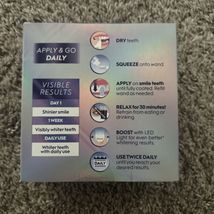 APPLY & GO
DAILY
VISIBLE
RESULTS
DAY 1
Shinier smile
1 WEEK
Visibly whiter teeth
DAILY USE
Whiter teeth
with daily use
DRY teeth.
SQUEEZE onto wand.
APPLY on smile teeth
until fully coated. Refill
wand as needed.
RELAX for 30 minutes!
Refrain from eating or
drinking.
BOOST with LED
Light for even better
whitening results.
USE TWICE DAILY
until you reach your
desired results.
DAILY